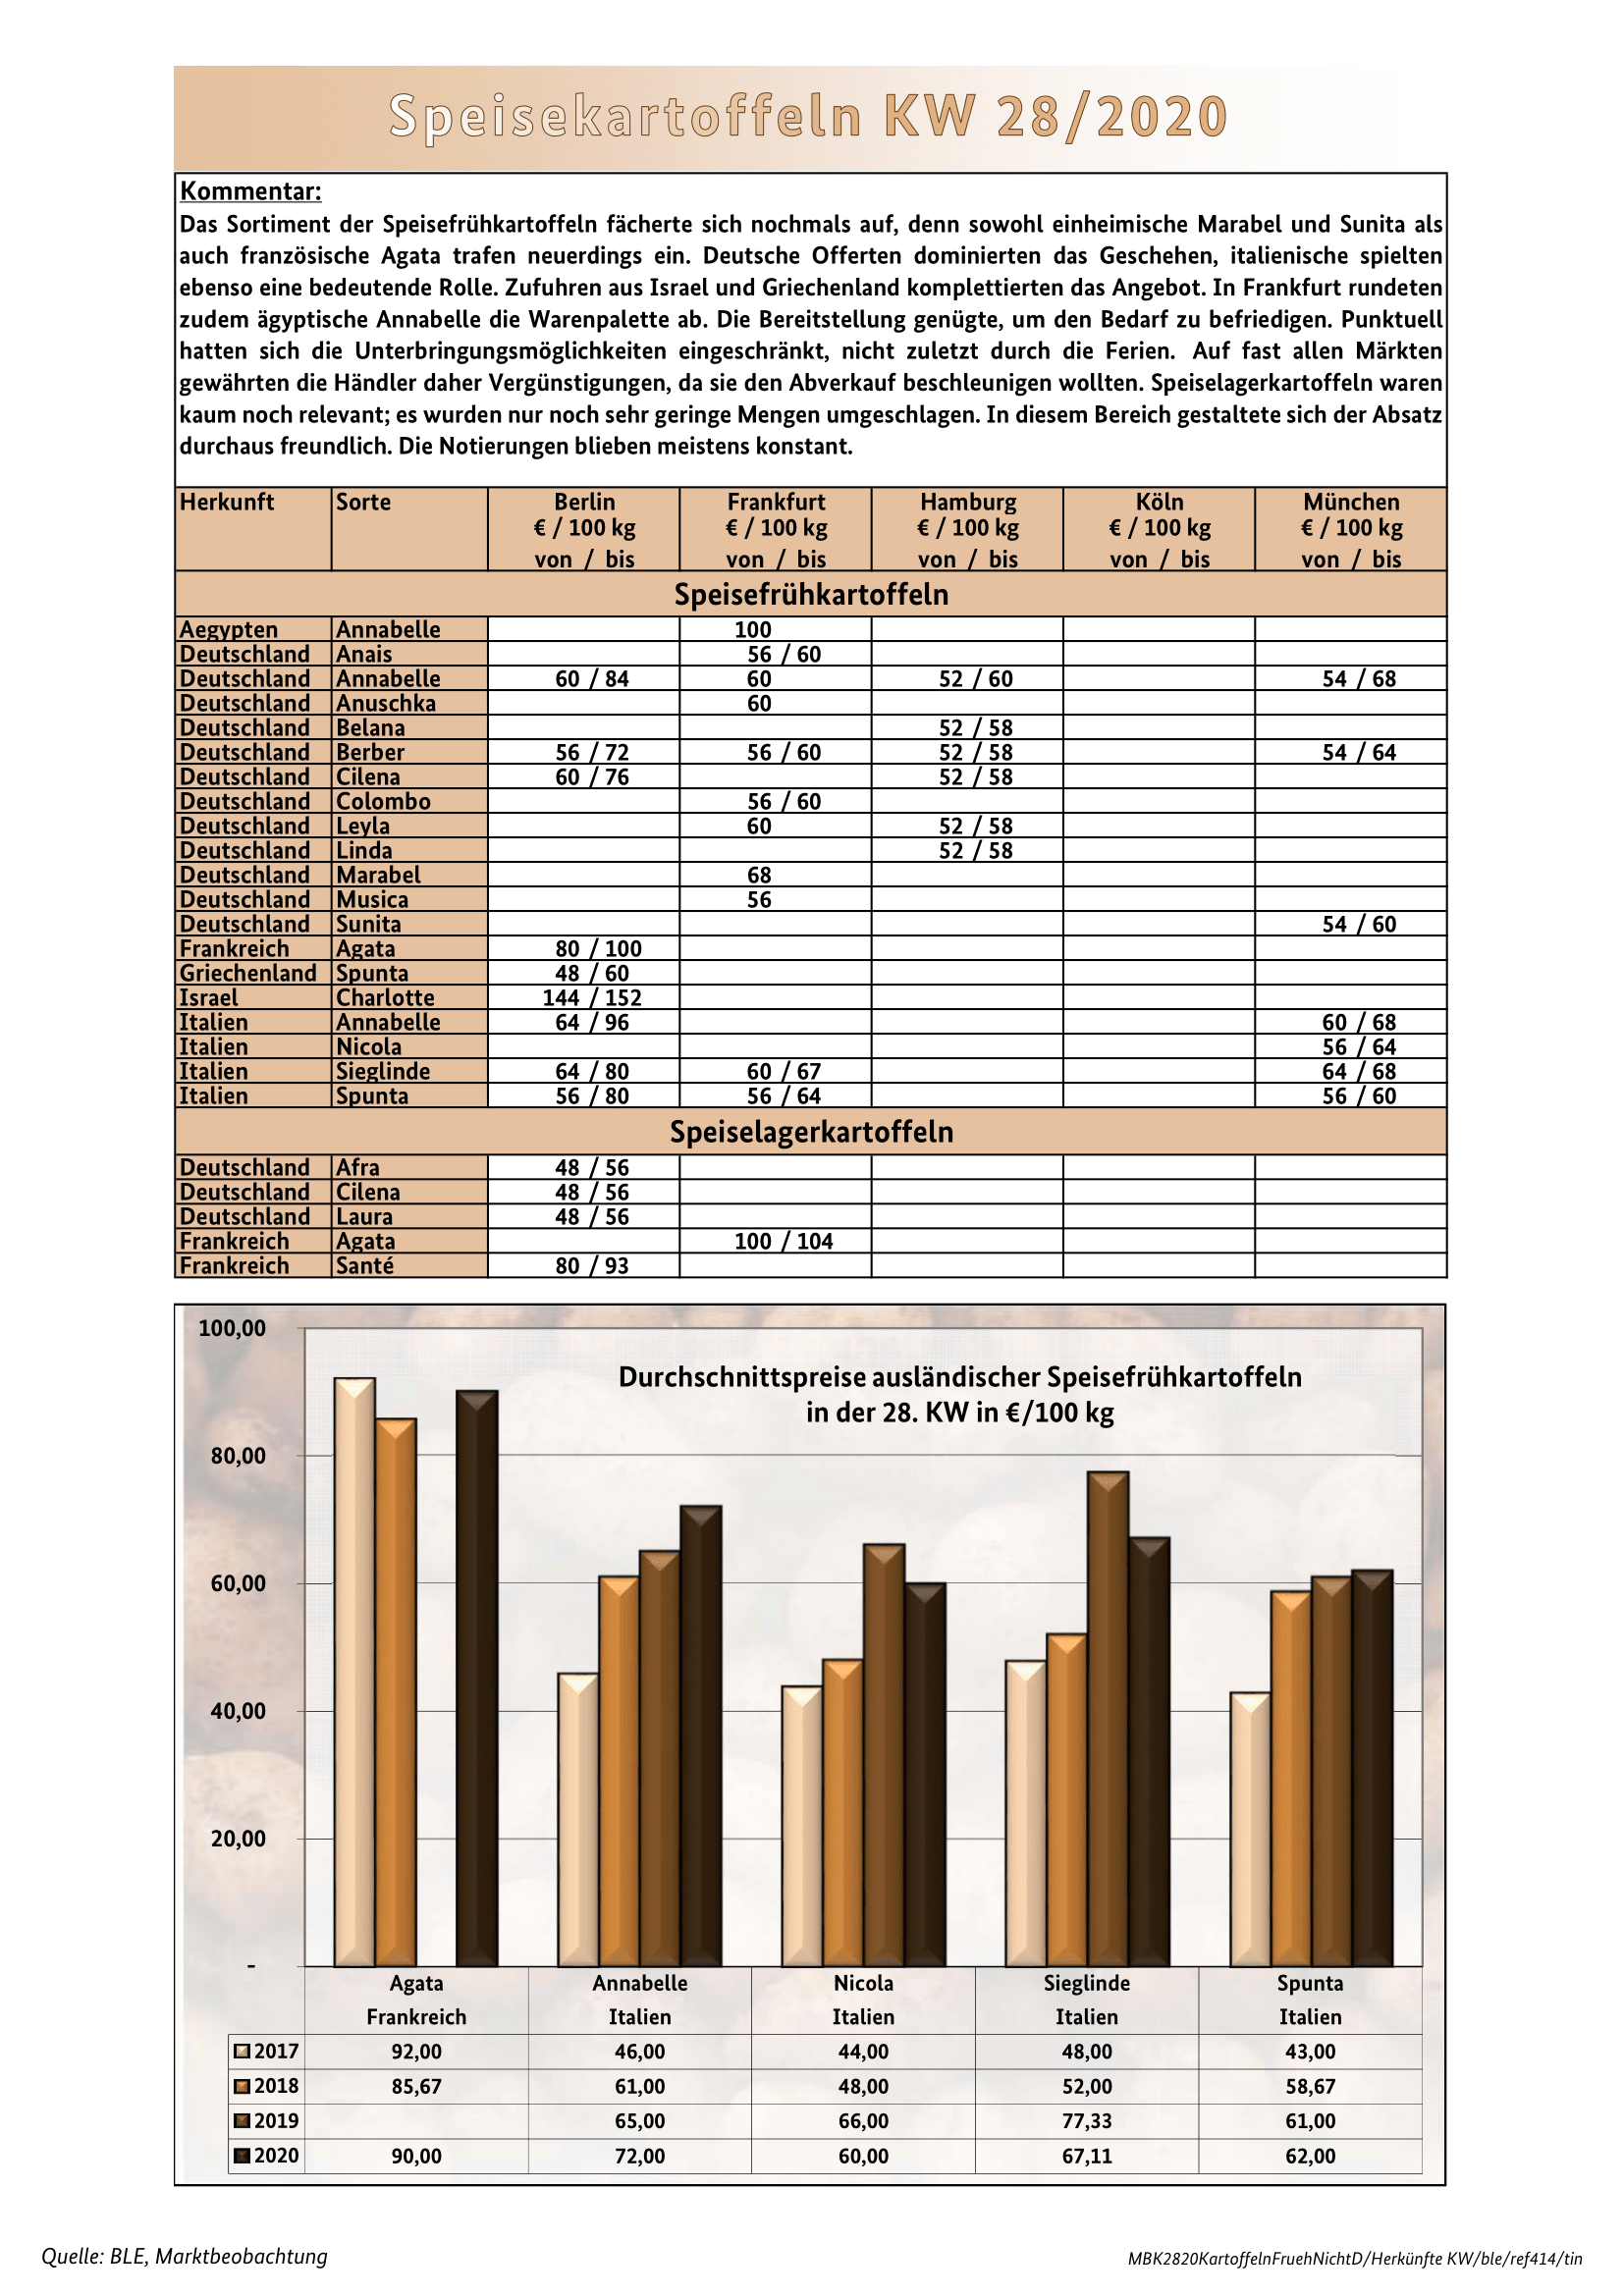 Speisekartoffeln KW 28/2020
Kommentar:
Das Sortiment der Speisefrühkartoffeln fächerte sich nochmals auf, denn sowohl einheimische Marabel und Sunita als
auch französische Agata trafen neuerdings ein. Deutsche Offerten dominierten das Geschehen, italienische spielten
ebenso eine bedeutende Rolle. Zufuhren aus Israel und Griechenland komplettierten das Angebot. In Frankfurt rundeten
zudem ägyptische Annabelle die Warenpalette ab. Die Bereitstellung genügte, um den Bedarf zu befriedigen. Punktuell
hatten sich die Unterbringungsmöglichkeiten eingeschränkt, nicht zuletzt durch die Ferien. Auf fast allen Märkten
gewährten die Händler daher Vergünstigungen, da sie den Abverkauf beschleunigen wollten. Speiselagerkartoffeln waren
kaum noch relevant; es wurden nur noch sehr geringe Mengen umgeschlagen. In diesem Bereich gestaltete sich der Absatz
durchaus freundlich. Die Notierungen blieben meistens konstant.
Herkunft Sorte Berlin Frankfurt Hamburg Köln München
€ / 100 kg € / 100 kg € / 100 kg € / 100 kg € / 100 kg
von / bis von / bis von / bis von / bis von / bis
Speisefrühkartoffeln
Aegypten Annabelle 100
Deutschland Anais 56 / 60
Deutschland Annabelle 60 / 84 60 52 / 60 54 / 68
Deutschland Anuschka 60
Deutschland Belana 52 / 58
Deutschland Berber 56 / 72 56 / 60 52 / 58 54 / 64
Deutschland Cilena 60 / 76 52 / 58
Deutschland Colombo 56 / 60
Deutschland Leyla 60 52 / 58
Deutschland Linda 52 / 58
Deutschland Marabel 68
Deutschland Musica 56
Deutschland Sunita 54 / 60
Frankreich Agata 80 / 100
Griechenland Spunta 48 / 60
Israel Charlotte 144 / 152
Italien Annabelle 64 / 96 60 / 68
Italien Nicola 56 / 64
Italien Sieglinde 64 / 80 60 / 67 64 / 68
Italien Spunta 56 / 80 56 / 64 56 / 60
Speiselagerkartoffeln
Deutschland Afra 48 / 56
Deutschland Cilena 48 / 56
Deutschland Laura 48 / 56
Frankreich Agata 100 / 104
Frankreich Santé 80 / 93
Durchschnittspreise ausländischer Speisefrühkartoffeln
in der 28. KW in €/100 kg
100,00
80,00
60,00
40,00
20,00
-
Agata Annabelle Nicola Sieglinde Spunta
Frankreich Italien Italien Italien Italien
2017 92,00 46,00 44,00 48,00 43,00
2018 85,67 61,00 48,00 52,00 58,67
2019 65,00 66,00 77,33 61,00
2020 90,00 72,00 60,00 67,11 62,00
Quelle: BLE, Marktbeobachtung
MBK2820KartoffelnFruehNichtD/Herkünfte KW/ble/ref414/tin